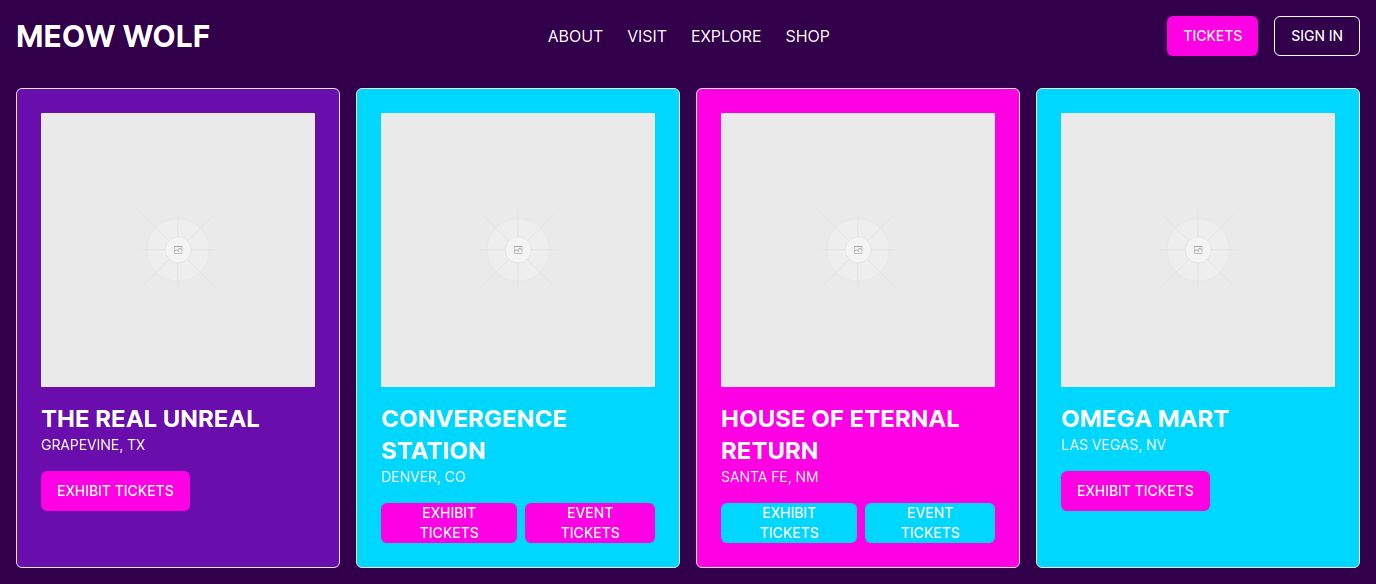 MEOW WOLF
ABOUT VISIT EXPLORE SHOP
TICKETS
SIGN IN
THE REAL UNREAL
GRAPEVINE, TX
EXHIBIT TICKETS
CONVERGENCE
STATION
DENVER, CO
EXHIBIT
TICKETS
EVENT
TICKETS
HOUSE OF ETERNAL
RETURN
SANTA FE, NM
EXHIBIT
TICKETS
EVENT
TICKETS
OMEGA MART
LAS VEGAS, NV
EXHIBIT TICKETS